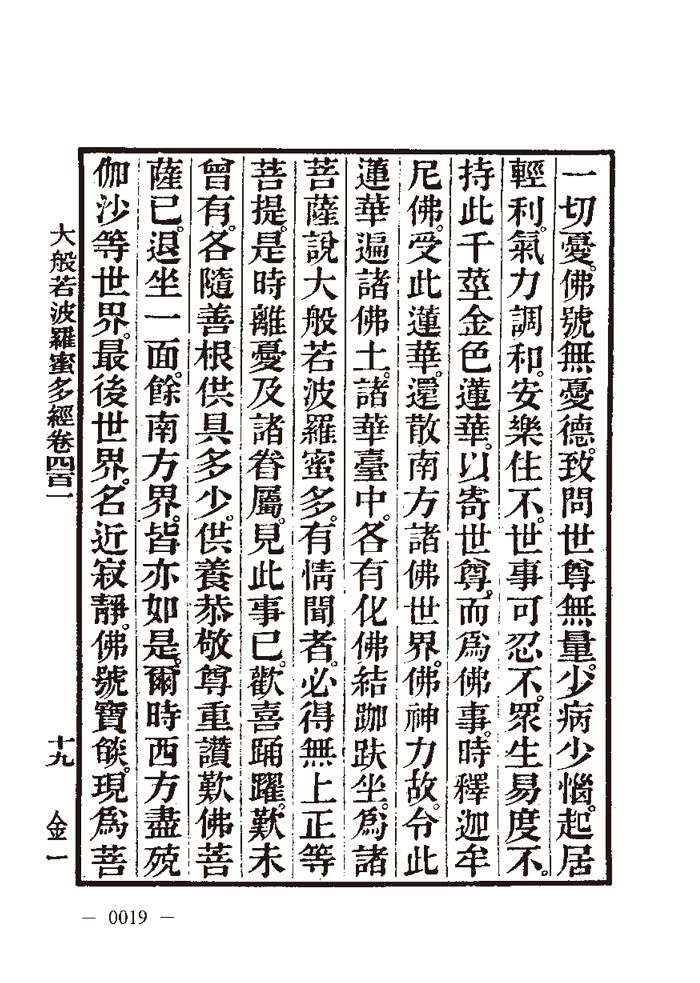 一切憂。佛號無憂德。致問世尊無量。少病少惱。起居
輕利。氣力調和。安樂住不。世事可忍不。眾生易度不。
持此千莖金色蓮華。以寄世尊。而爲佛事。時釋迦牟
尼佛。受此蓮華。還散南方諸佛世界。佛神力故。令此
蓮華遍諸佛土。諸華臺中。各有化佛結跏趺坐。爲諸
菩薩說大般若波羅蜜多。有情聞者。必得無上正等
菩提。是時離憂及諸眷屬。見此事已。歡喜踊躍。歎未
曾有。各隨善根供具多少。供養恭敬尊重讚歎佛菩
薩已。退坐一面。餘南方界。皆亦如是。爾時西方盡殑
伽沙等世界。最後世界。名近寂靜。佛號寶燄。現爲菩
大般若波羅蜜多經卷四百一
十九
金一
— 0019 —